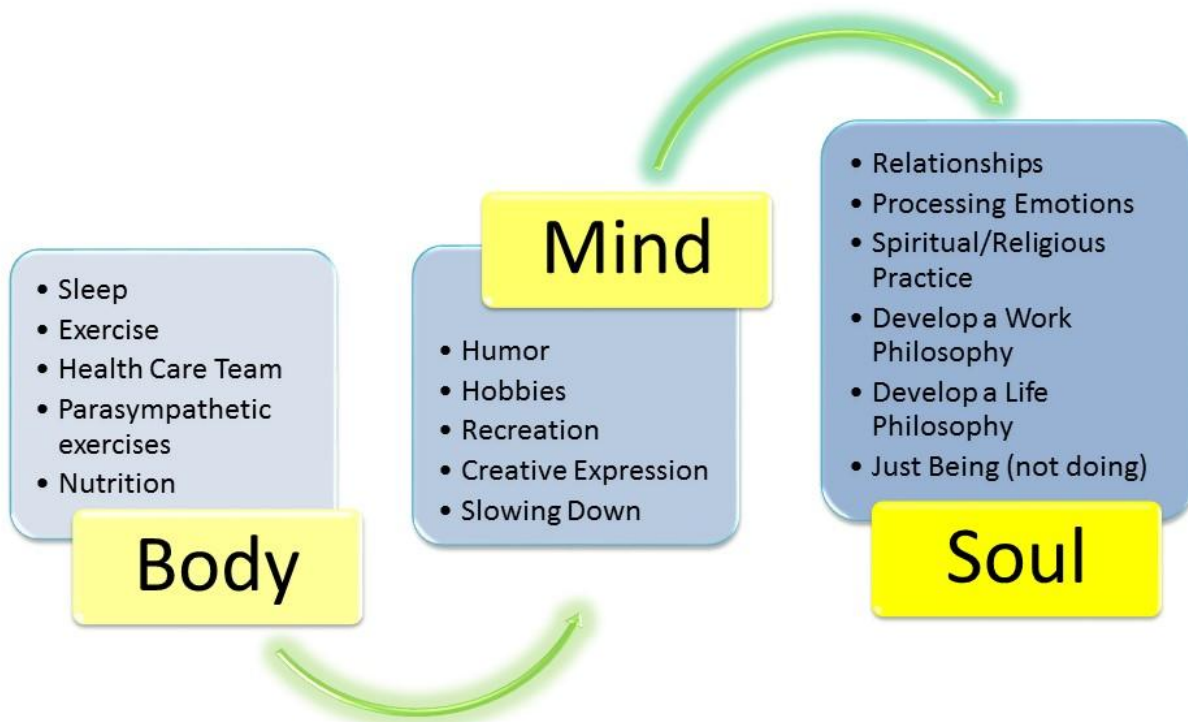 • Sleep
• Exercise
• Health Care Team
• Parasympathetic
exercises
• Nutrition
Body
Mind
• Humor
• Hobbies
• Recreation
• Creative Expression
• Slowing Down
• Relationships
• Processing Emotions
• Spiritual/Religious
Practice
• Develop a Work
Philosophy
• Develop a Life
Philosophy
• Just Being (not doing)
Soul